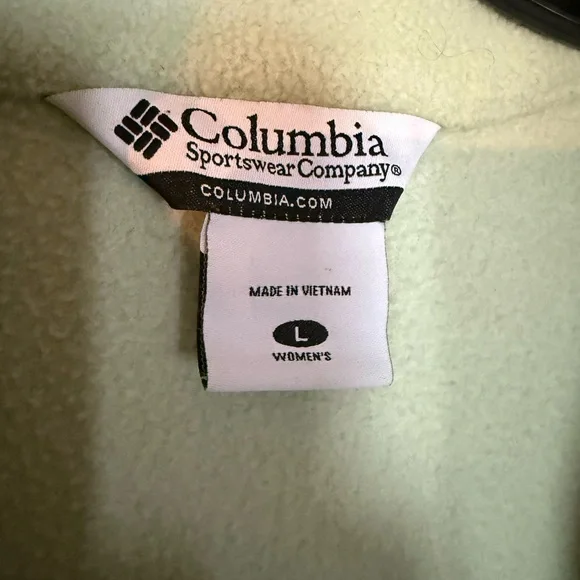 Columbia
Sportswear Company®
COLUMBIA.COM
MADE IN VIETNAM
L
WOMEN'S